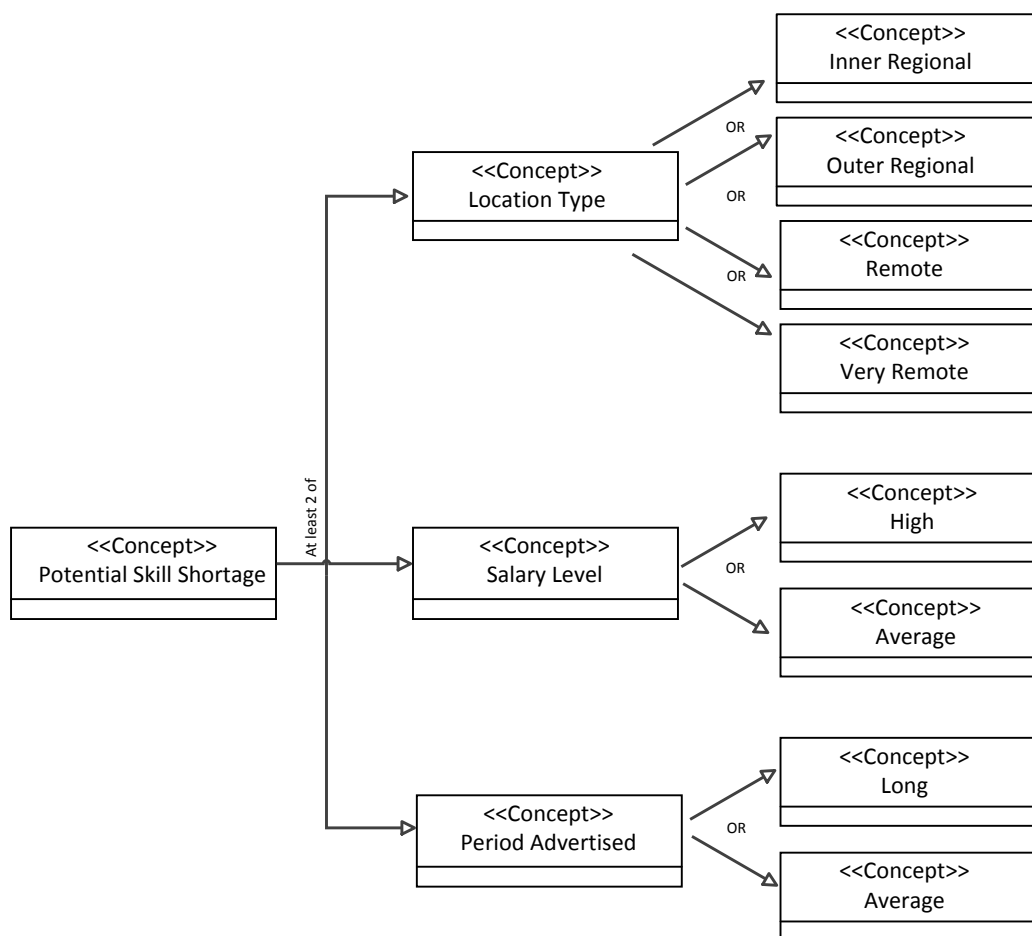 <<Concept>>
Inner Regional
OR
<<Concept>>
Outer Regional
<<Concept>>
Location Type
OR
<<Concept>>
Remote
OR
<<Concept>>
Very Remote
At least 2 of
<<Concept>>
High
<<Concept>>
Potential Skill Shortage
<<Concept>>
Salary Level
OR
<<Concept>>
Average
<<Concept>>
Long
<<Concept>>
Period Advertised
OR
<<Concept>>
Average